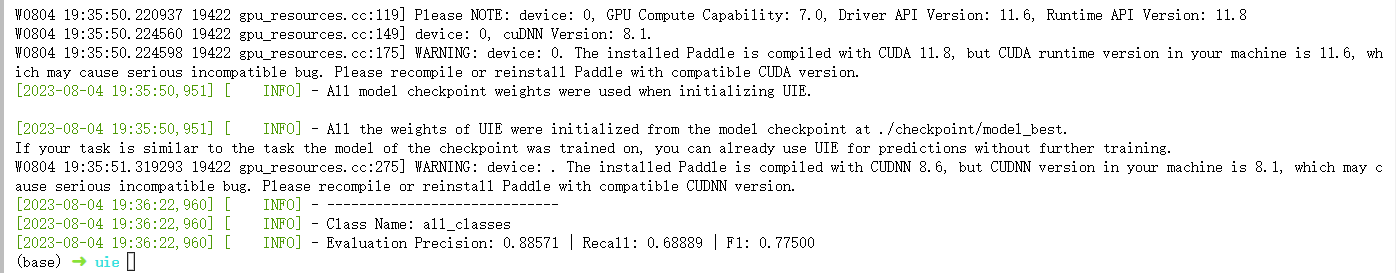 W0804 19:35:50.220937 19422 gpu_resources.cc:119] Please NOTE: device: 0, GPU Compute Capability: 7.0, Driver API Version: 11.6, Runtime API Version: 11.8
W0804 19:35:50.224560 19422 gpu_resources.cc:149] device: 0, cuDNN Version: 8.1.
W0804 19:35:50.224598 19422 gpu_resources.cc:175] WARNING: device: 0. The installed Paddle is compiled with CUDA 11.8, but CUDA runtime version in your machine is 11.6, wh
ich may cause serious incompatible bug. Please recompile or reinstall Paddle with compatible CUDA version.
[2023-08-04 19:35:50,951] [    INFO] - All model checkpoint weights were used when initializing UIE.
[2023-08-04 19:35:50,951] [    INFO] - All the weights of UIE were initialized from the model checkpoint at ./checkpoint/model_best.
If your task is similar to the task the model of the checkpoint was trained on, you can already use UIE for predictions without further training.
W0804 19:35:51.319293 19422 gpu_resources.cc:275] WARNING: device: . The installed Paddle is compiled with CUDNN 8.6, but CUDNN version in your machine is 8.1, which may c
ause serious incompatible bug. Please recompile or reinstall Paddle with compatible CUDNN version.
[2023-08-04 19:36:22,960] [    INFO] - -----------------------------
[2023-08-04 19:36:22,960] [    INFO] - Class Name: all_classes
[2023-08-04 19:36:22,960] [    INFO] - Evaluation Precision: 0.88571 | Recall: 0.68889 | F1: 0.77500
(base) ➜ uie